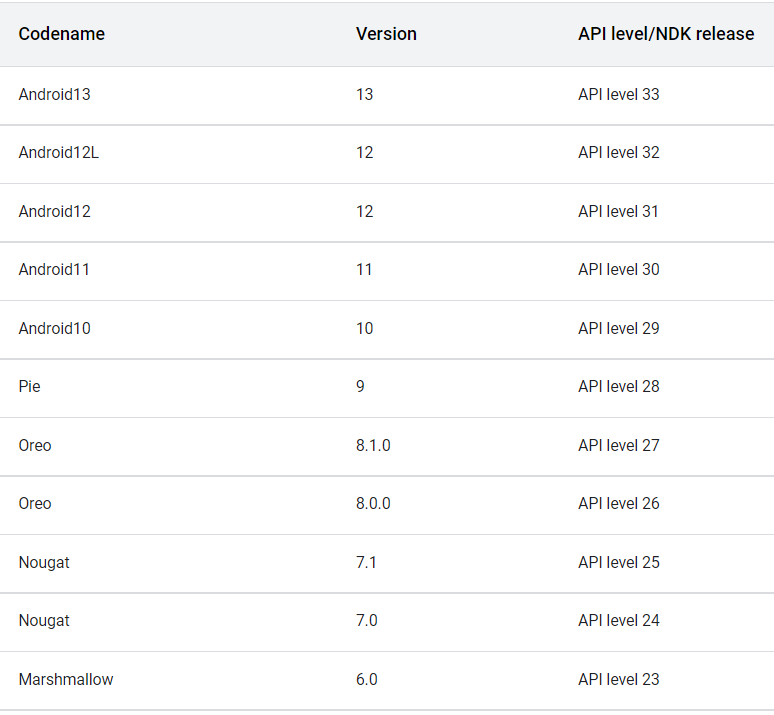 Codename Version API level/NDK release
Android13 13 API level 33
Android12L 12 API level 32
Android12 12 API level 31
Android11 11 API level 30
Android10 10 API level 29
Pie 9 API level 28
Oreo 8.1.0 API level 27
Oreo 8.0.0 API level 26
Nougat 7.1 API level 25
Nougat 7.0 API level 24
Marshmallow 6.0 API level 23